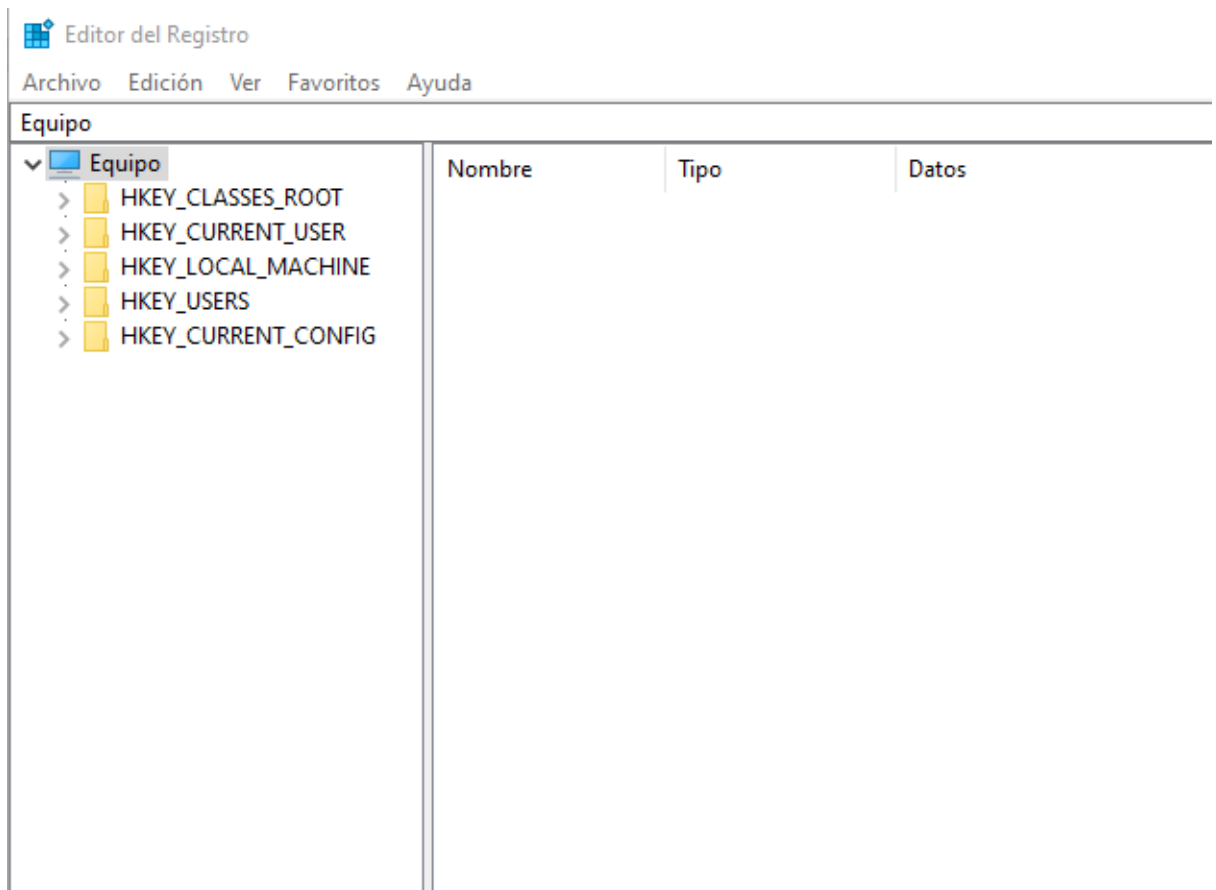 Editor del Registro
Archivo Edición Ver Favoritos Ayuda
Equipo
Equipo
HKEY_CLASSES_ROOT
HKEY_CURRENT_USER
HKEY_LOCAL_MACHINE
HKEY_USERS
HKEY_CURRENT_CONFIG
Nombre Tipo Datos